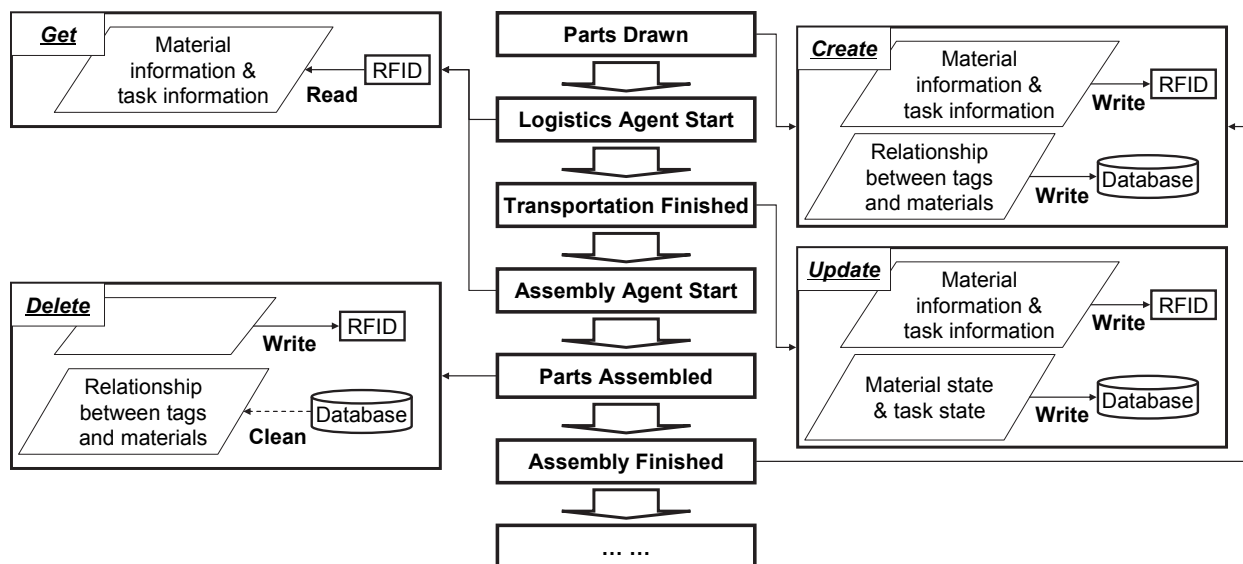 Get
Material
information &
task information
RFID
Read
Delete
RFID
Write
Relationship
between tags
and materials
Database
Clean
Parts Drawn
Logistics Agent Start
Transportation Finished
Assembly Agent Start
Parts Assembled
Assembly Finished
... ...
Create
Material
information &
task information
RFID
Write
Relationship
between tags
and materials
Database
Write
Update
Material
information &
task information
RFID
Write
Material state
& task state
Database
Write